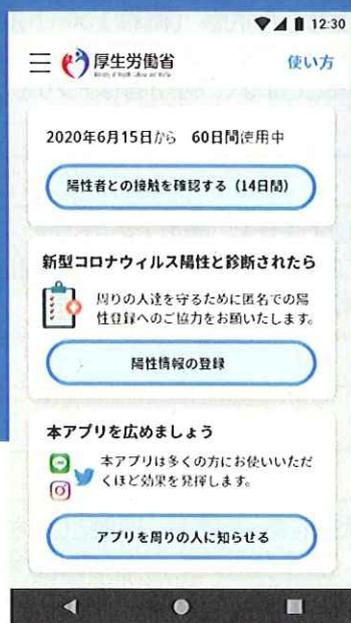 12:30
厚生労働省
使い方
2020年6月15日から　60日間使用中
陽性者との接触を確認する（14日間）
新型コロナウィルス陽性と診断されたら
周りの人達を守るために匿名での陽
性登録へのご協力をお願いいたします。
陽性情報の登録
本アプリを広めましょう
本アプリは多くの方にお使いいただ
くほど効果を発揮します。
アプリを周りの人に知らせる